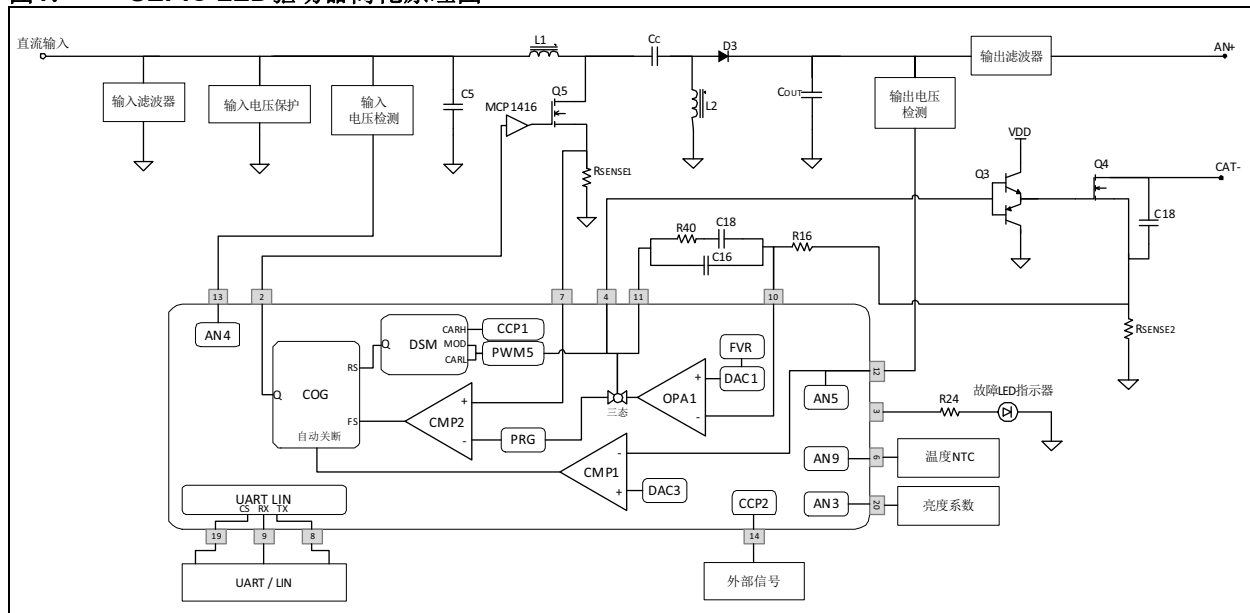 SEPIC LED驱动器简化原理图
直流输入
L1
CC
D3
输出滤波器
AN+
输入滤波器
输入电压保护
输入
电压检测
C5
MCP1416
Q5
L2
COUT
输出电压
检测
VDD
RSENSE1
Q3
Q4
CAT-
C18
R40
C18
C16
R16
RSENSE2
13
2
7
4
11
10
AN4
CARH
CCP1
Q
DSM
MOD
PWM5
CARL
RS
FVR
DAC1
12
AN5
Q
COG
+
OPA1
-
故障LED指示器
3
R24
FS
+
CMP2
-
三态
PRG
自动关断
-
CMP1
+
DAC3
AN9
6
温度NTC
CCP2
AN3
20
亮度系数
UART LIN
CS
RX
TX
19
9
8
14
UART / LIN
外部信号